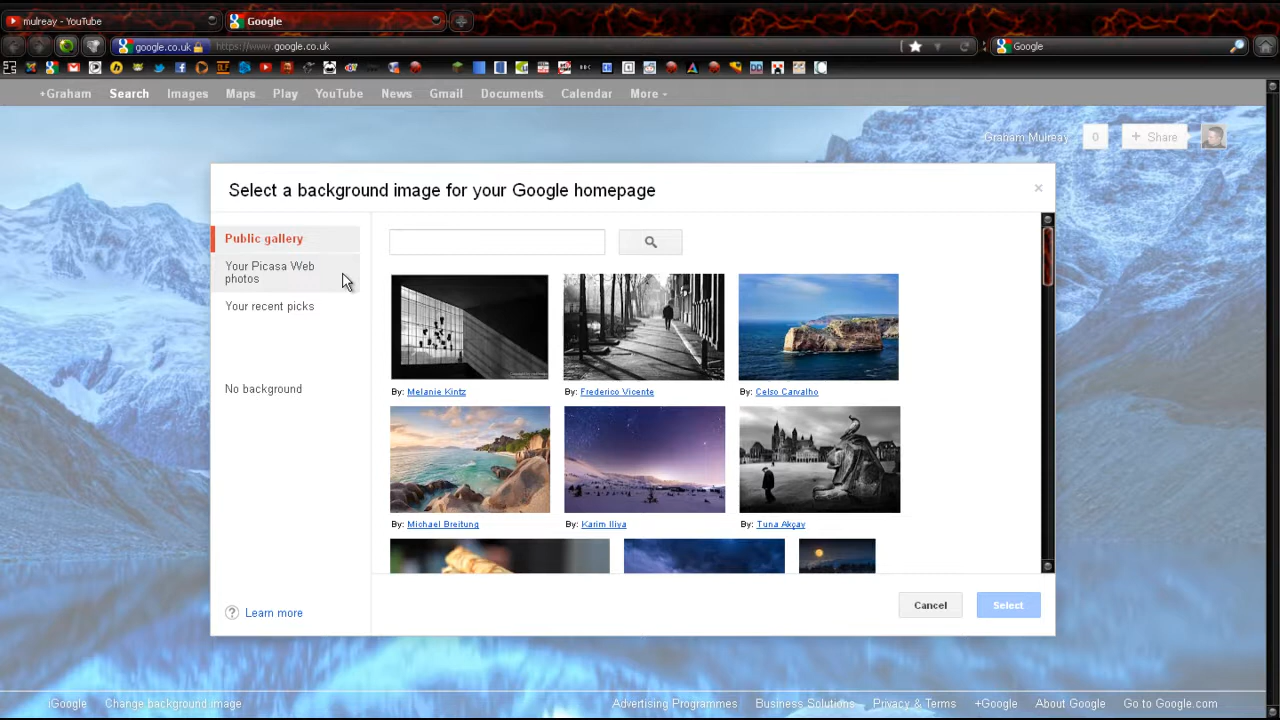 mulreay - YouTube
Google
google.co.uk
https://www.google.co.uk
Google
+Graham Search Images Maps Play YouTube News Gmail Documents Calendar More
Graham Mulreay 0 + Share
Select a background image for your Google homepage
×
Public gallery
Your Picasa Web
photos
Your recent picks
No background
By: Melanie Kintz
By: Frederico Vicente
By: Celso Carvalho
By: Michael Breitung
By: Karim Iliya
By: Tuna Akçay
? Learn more
Cancel
Select
iGoogle Change background image Advertising Programmes Business Solutions Privacy & Terms +Google About Google Go to Google.com